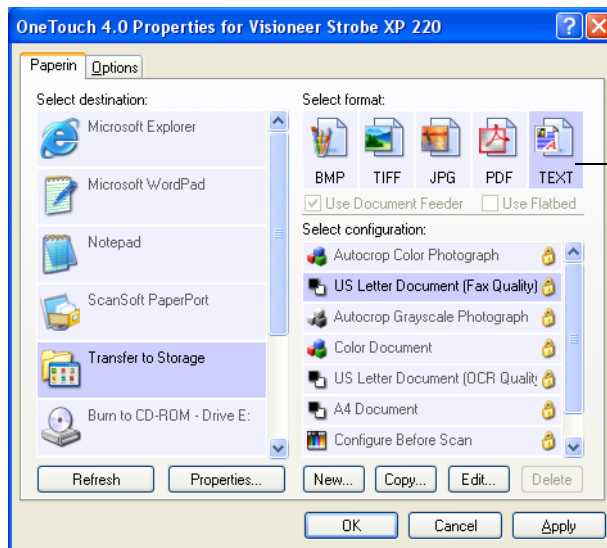 OneTouch 4.0 Properties for Visioneer Strobe XP 220
Paperin Options
Select destination:
Microsoft Explorer
Microsoft WordPad
Notepad
ScanSoft PaperPort
Transfer to Storage
Burn to CD-ROM - Drive E:
Refresh Properties...
Select format:
BMP TIFF JPG PDF TEXT
Use Document Feeder Use Flatbed
Select configuration:
Autocrop Color Photograph
US Letter Document (Fax Quality)
Autocrop Grayscale Photograph
Color Document
US Letter Document (OCR Quality
A4 Document
Configure Before Scan
New... Copy... Edit... Delete
OK Cancel Apply